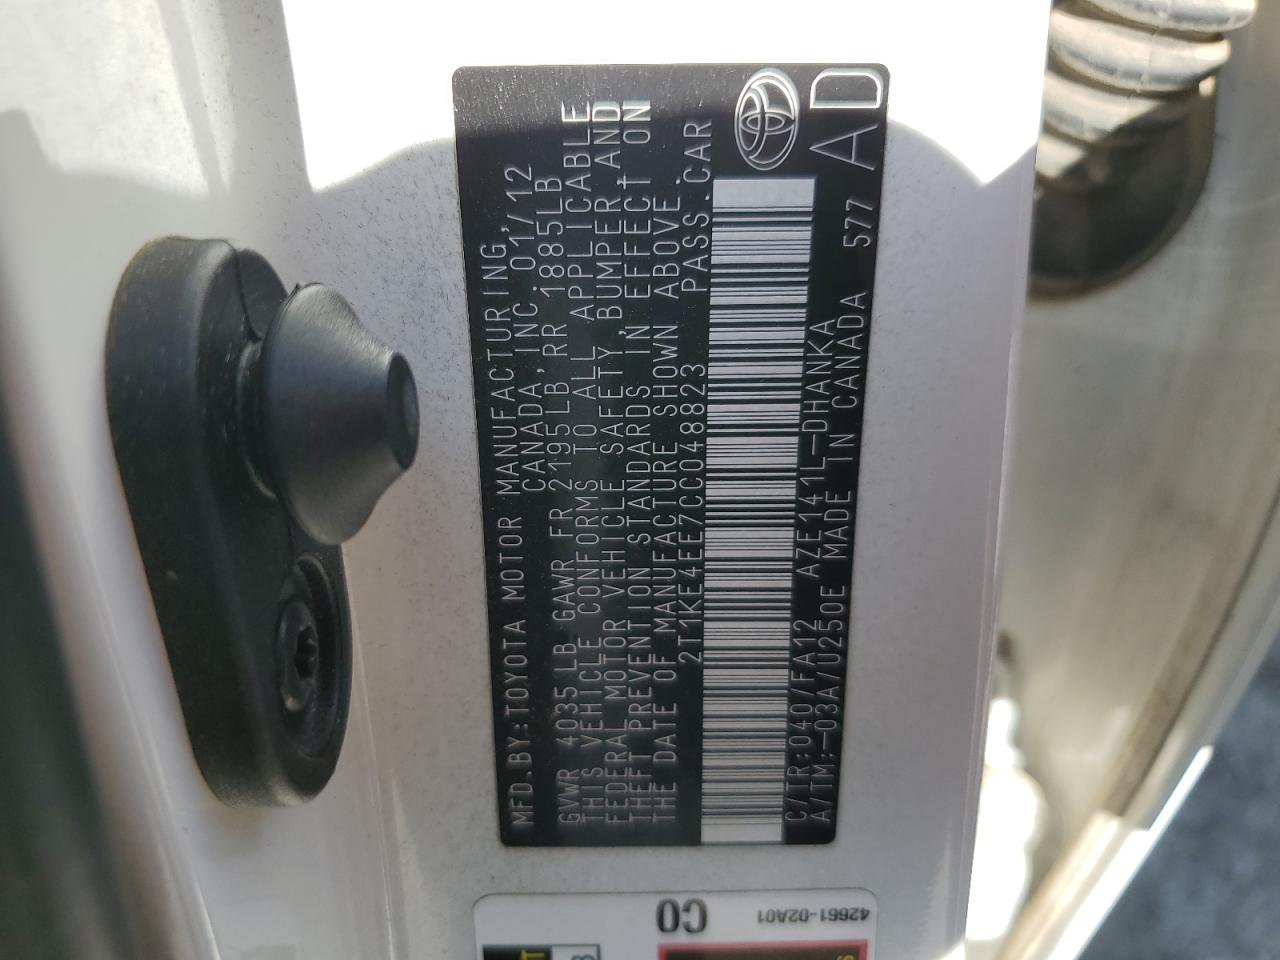 MFD.BY:TOYOTA MOTOR MANUFACTURING,
CANADA,INC.01/12
GVWR 4035LB GAWR FR 2195LB,RR 1885LB
THIS VEHICLE CONFORMS TO ALL APPLICABLE
FEDERAL MOTOR VEHICLE SAFETY,BUMPER,AND
THEFT PREVENTION STANDARDS IN EFFECT ON
THE DATE OF MANUFACTURE SHOWN ABOVE.
2T1KE4EE7CC048823 PASS.CAR
C/TR:040/FA12 AZE141L-DHANKA
A/TM:-03A/U250E MADE IN CANADA 577
AD
42661-02A01
CO